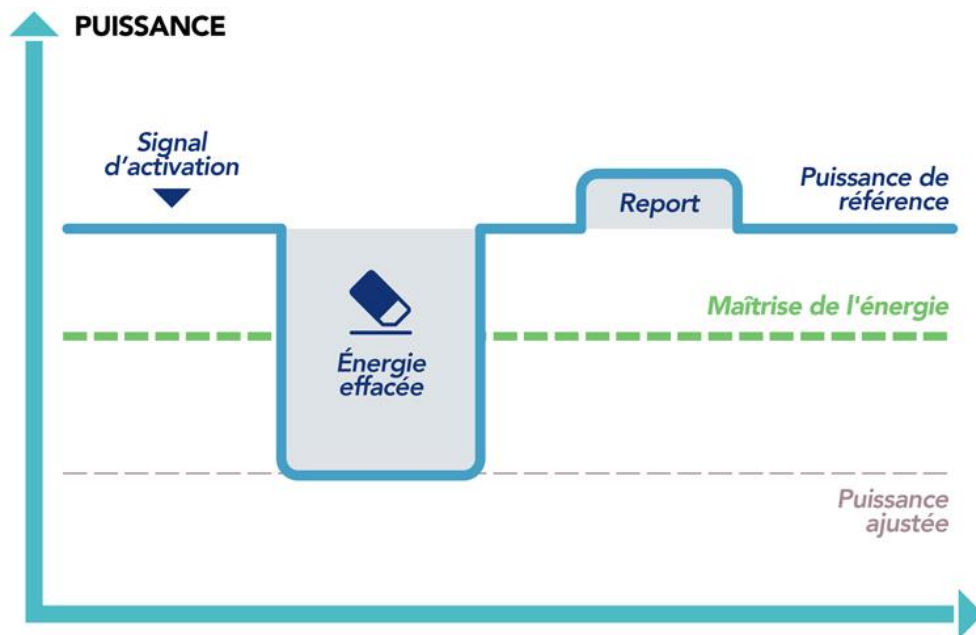 PUISSANCE
Signal
d’activation
Report
Puissance de
référence
Maîtrise de l'énergie
Énergie
effacée
Puissance
ajustée